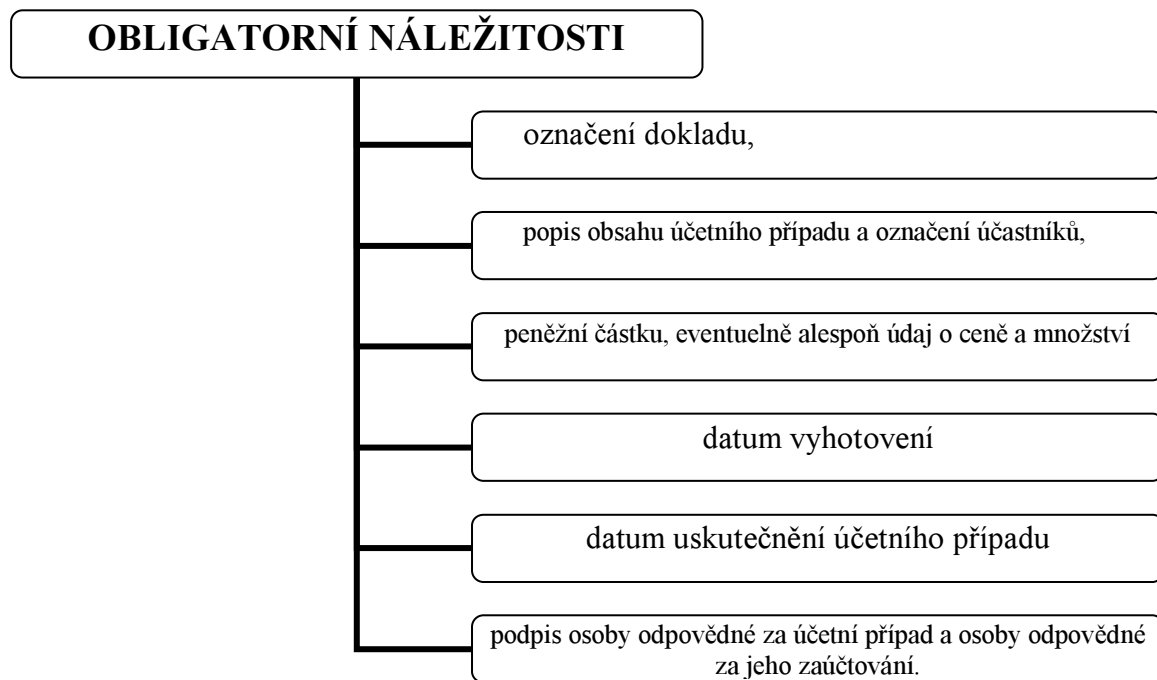 OBLIGATORNÍ NÁLEŽITOSTI
označení dokladu,
popis obsahu účetního případu a označení účastníků,
peněžní částku, eventuelně alespoň údaj o ceně a množství
datum vyhotovení
datum uskutečnění účetního případu
podpis osoby odpovědné za účetní případ a osoby odpovědné
za jeho zaúčtování.